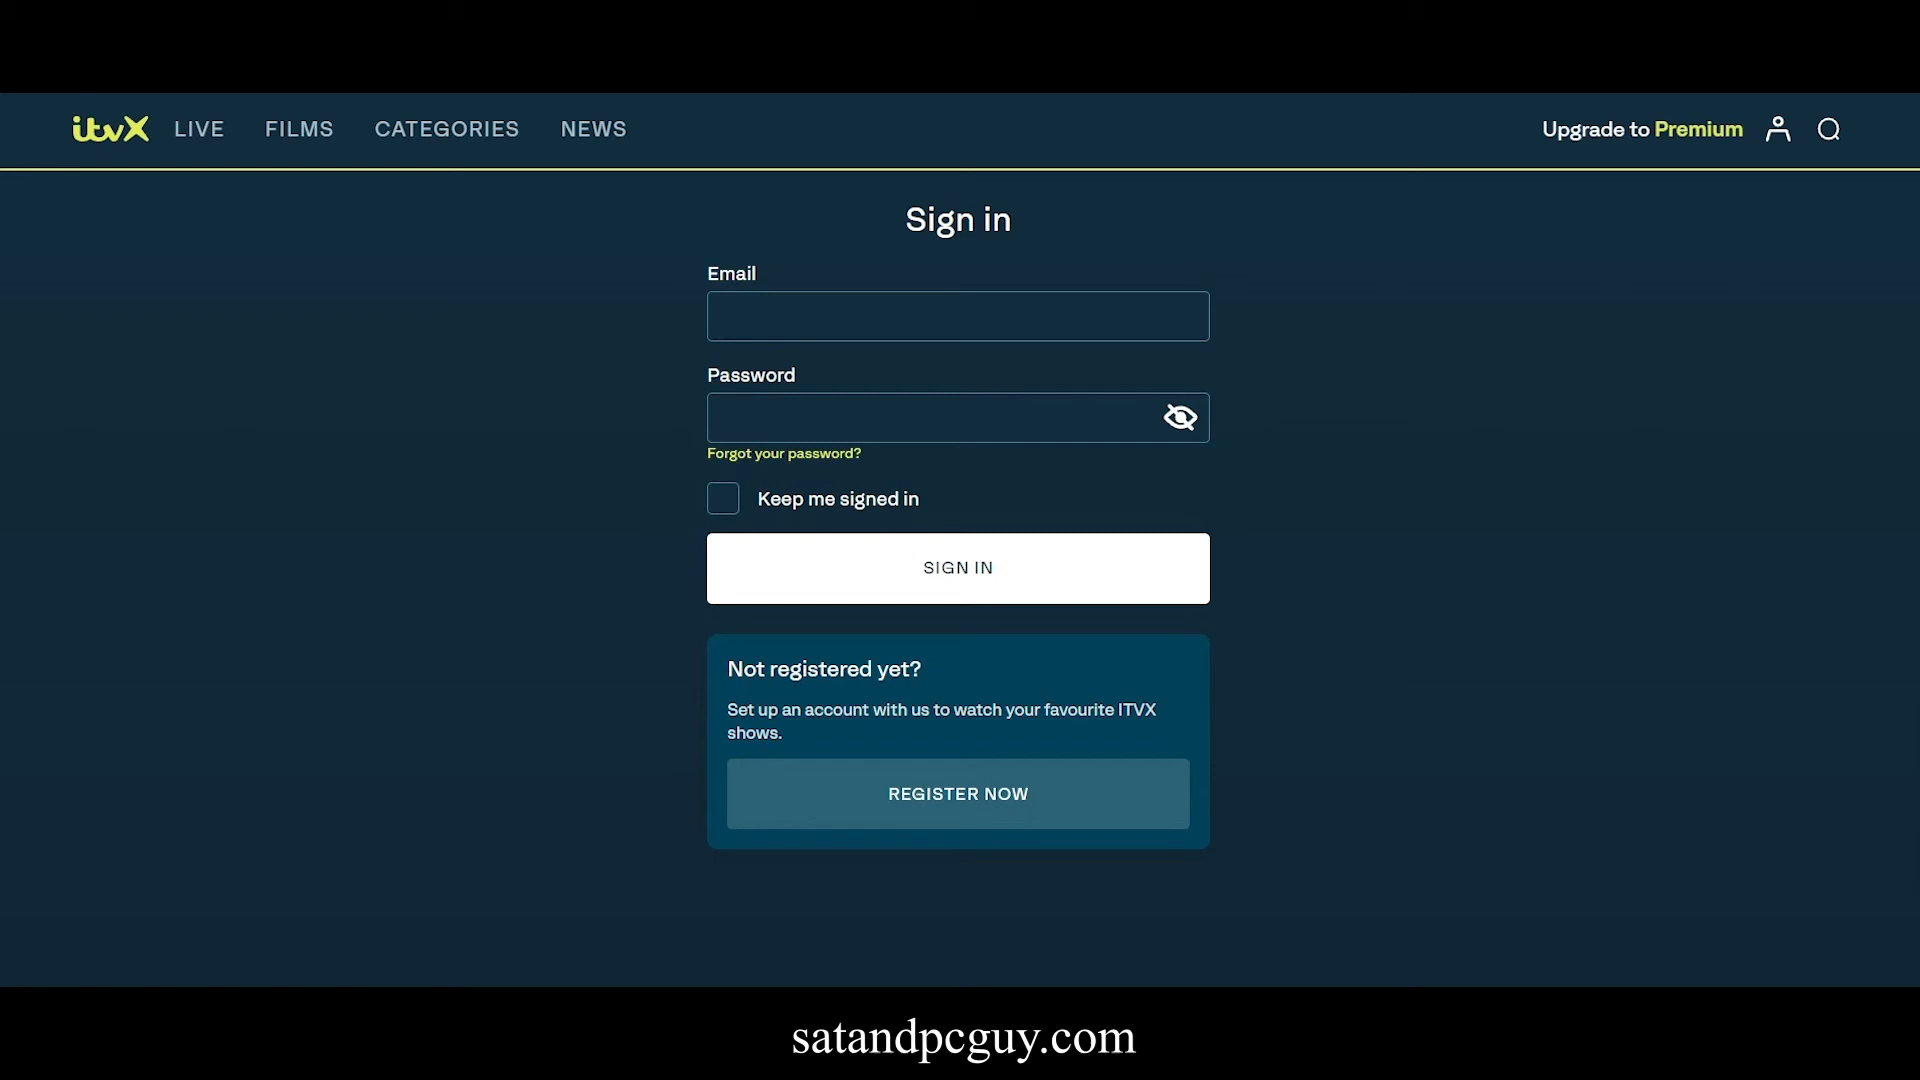 itvX LIVE FILMS CATEGORIES NEWS Upgrade to Premium
Sign in
Email
Password
Forgot your password?
Keep me signed in
SIGN IN
Not registered yet?
Set up an account with us to watch your favourite ITVX
shows.
REGISTER NOW
satandpcguy.com